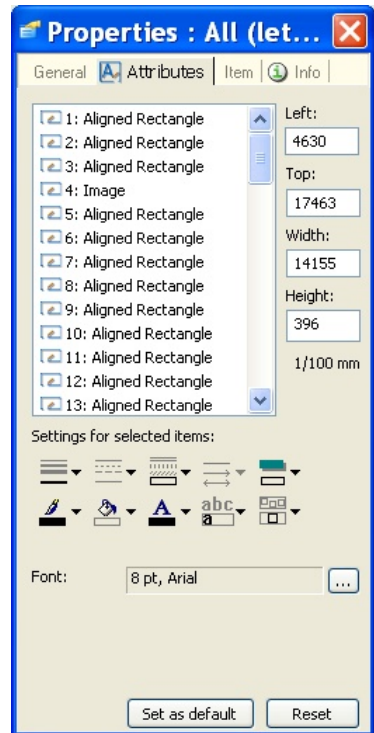 Properties : All (let...
General Attributes Item Info
1: Aligned Rectangle
2: Aligned Rectangle
3: Aligned Rectangle
4: Image
5: Aligned Rectangle
6: Aligned Rectangle
7: Aligned Rectangle
8: Aligned Rectangle
9: Aligned Rectangle
10: Aligned Rectangle
11: Aligned Rectangle
12: Aligned Rectangle
13: Aligned Rectangle
Left:
4630
Top:
17463
Width:
14155
Height:
396
1/100 mm
Settings for selected items:
A abc
a
Font: 8 pt, Arial ...
Set as default Reset